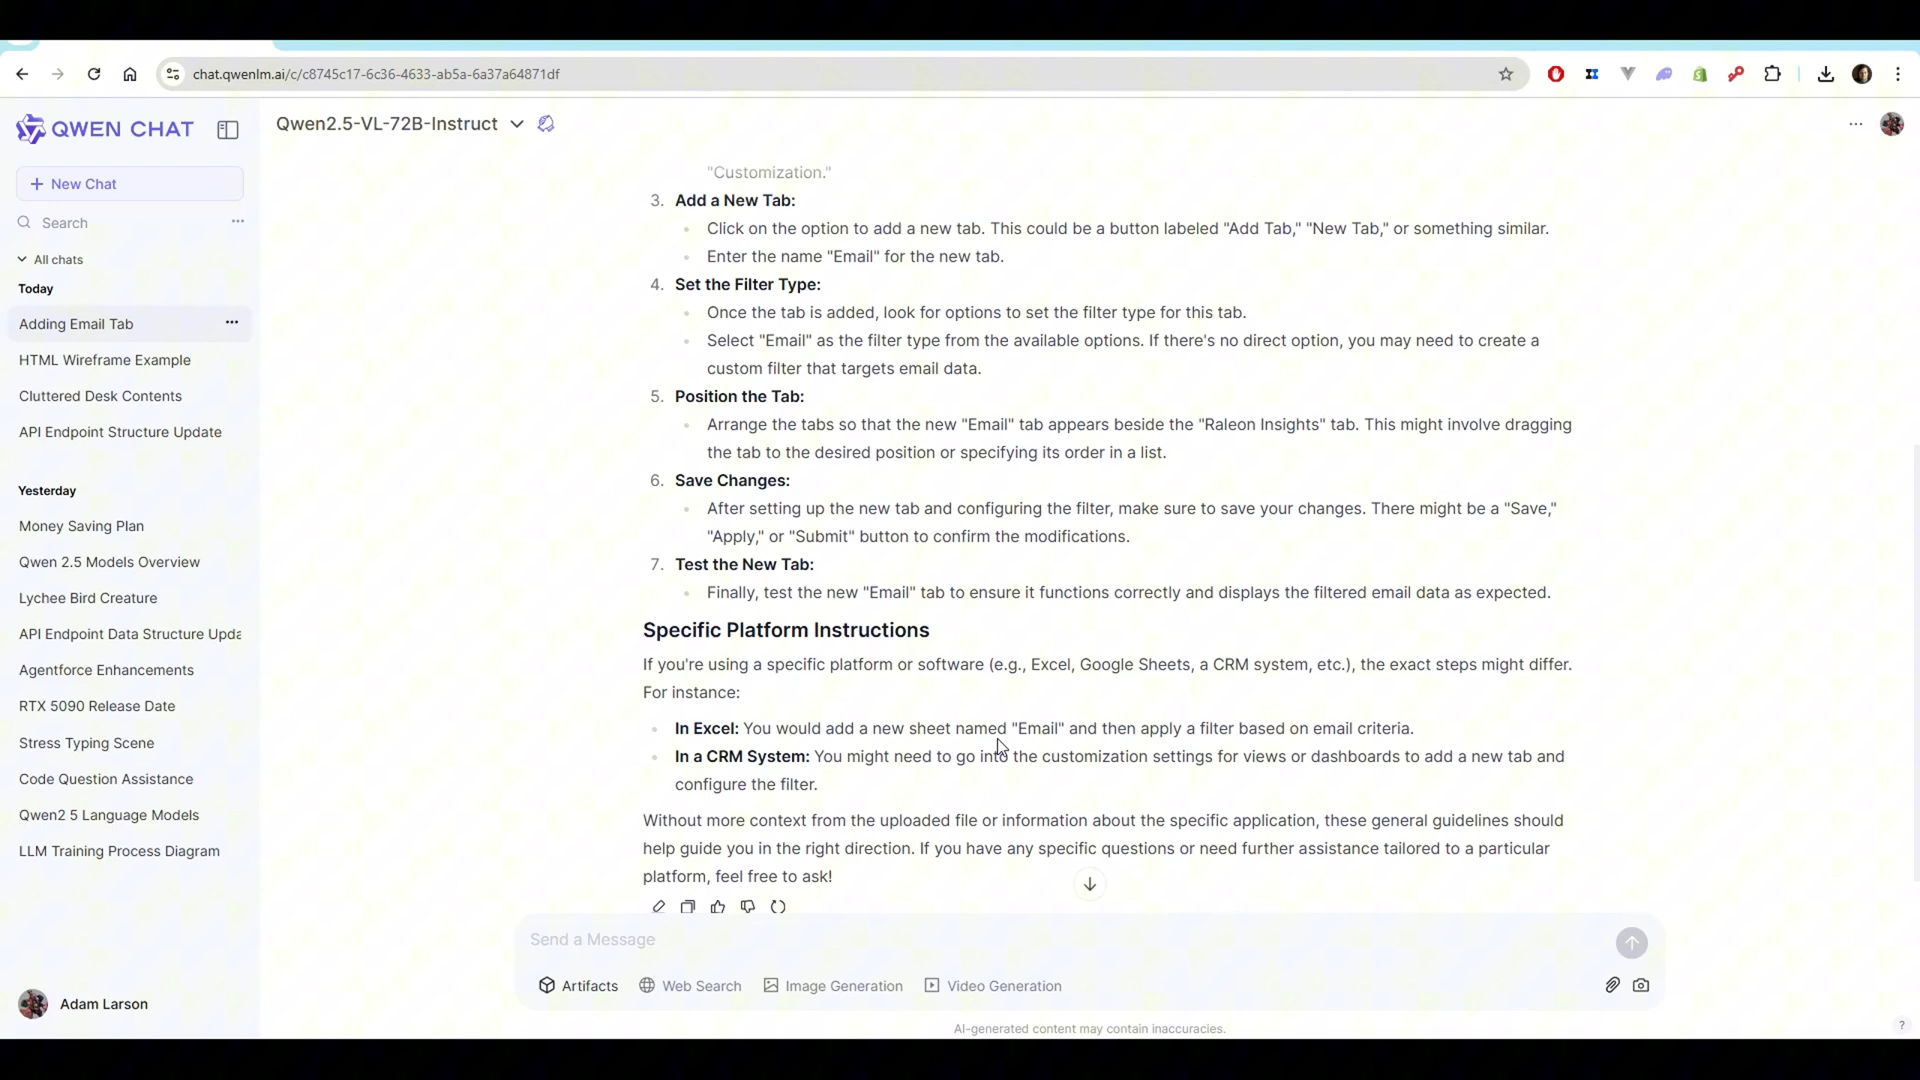 chat.qwenlm.ai/c/c8745c17-6c36-4633-ab5a-6a37a64871df
QWEN CHAT
Qwen2.5-VL-72B-Instruct
New Chat
Search
All chats
Today
Adding Email Tab
HTML Wireframe Example
Cluttered Desk Contents
API Endpoint Structure Update
Yesterday
Money Saving Plan
Qwen 2.5 Models Overview
Lychee Bird Creature
API Endpoint Data Structure Upda
Agentforce Enhancements
RTX 5090 Release Date
Stress Typing Scene
Code Question Assistance
Qwen2 5 Language Models
LLM Training Process Diagram
Adam Larson
"Customization."
3. Add a New Tab:
Click on the option to add a new tab. This could be a button labeled "Add Tab," "New Tab," or something similar.
Enter the name "Email" for the new tab.
4. Set the Filter Type:
Once the tab is added, look for options to set the filter type for this tab.
Select "Email" as the filter type from the available options. If there's no direct option, you may need to create a
custom filter that targets email data.
5. Position the Tab:
Arrange the tabs so that the new "Email" tab appears beside the "Raleon Insights" tab. This might involve dragging
the tab to the desired position or specifying its order in a list.
6. Save Changes:
After setting up the new tab and configuring the filter, make sure to save your changes. There might be a "Save,"
"Apply," or "Submit" button to confirm the modifications.
7. Test the New Tab:
Finally, test the new "Email" tab to ensure it functions correctly and displays the filtered email data as expected.
Specific Platform Instructions
If you're using a specific platform or software (e.g., Excel, Google Sheets, a CRM system, etc.), the exact steps might differ.
For instance:
In Excel: You would add a new sheet named "Email" and then apply a filter based on email criteria.
In a CRM System: You might need to go into the customization settings for views or dashboards to add a new tab and
configure the filter.
Without more context from the uploaded file or information about the specific application, these general guidelines should
help guide you in the right direction. If you have any specific questions or need further assistance tailored to a particular
platform, feel free to ask!
Send a Message
Artifacts
Web Search
Image Generation
Video Generation
AI-generated content may contain inaccuracies.
?